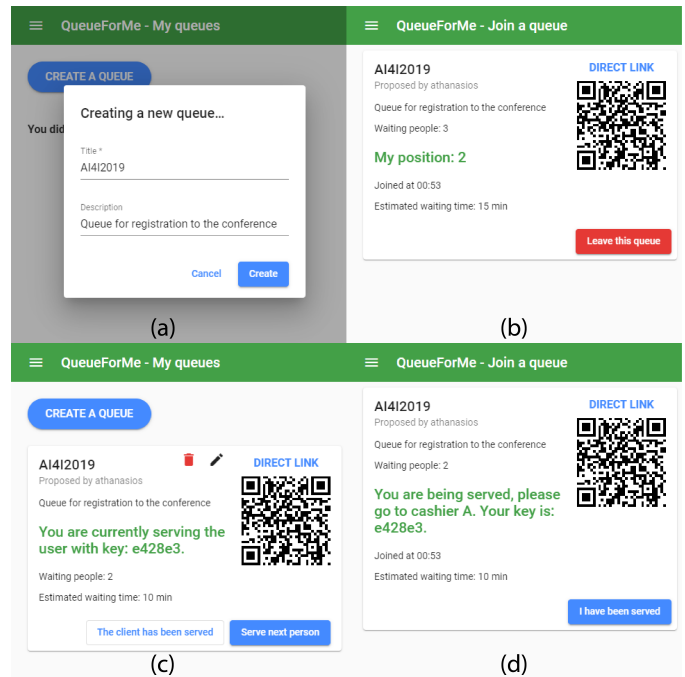 QueueForMe - My queues
CREATE A QUEUE
You did
Creating a new queue...
Title *
AI4I2019
Description
Queue for registration to the conference
Cancel
Create
(a)
QueueForMe - Join a queue
AI4I2019
DIRECT LINK
Proposed by athanasios
Queue for registration to the conference
Waiting people: 3
My position: 2
Joined at 00:53
Estimated waiting time: 15 min
Leave this queue
(b)
QueueForMe - My queues
CREATE A QUEUE
AI4I2019
DIRECT LINK
Proposed by athanasios
Queue for registration to the conference
You are currently serving the
user with key: e428e3.
Waiting people: 2
Estimated waiting time: 10 min
The client has been served
Serve next person
(c)
QueueForMe - Join a queue
AI4I2019
DIRECT LINK
Proposed by athanasios
Queue for registration to the conference
Waiting people: 2
You are being served, please
go to cashier A. Your key is:
e428e3.
Joined at 00:53
Estimated waiting time: 10 min
I have been served
(d)